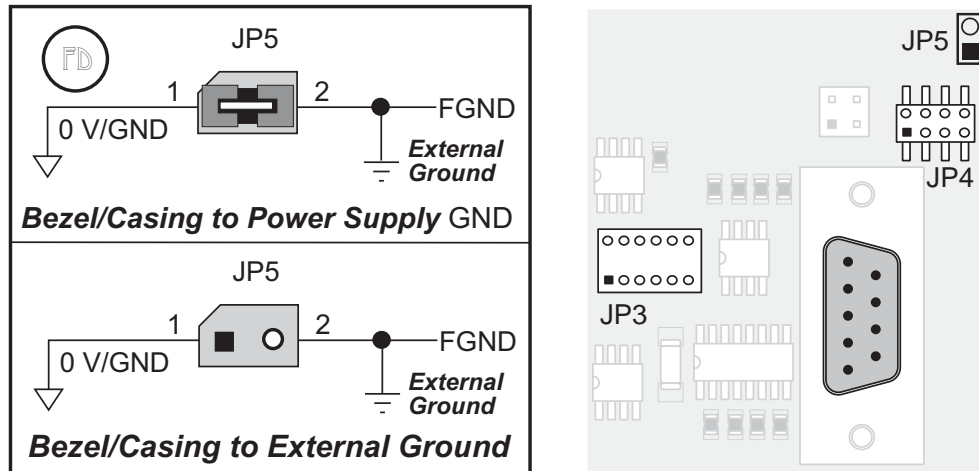 JP5
FD
1
2
0 V/GND
FGND
External
Ground
Bezel/Casing to Power Supply GND
JP5
1
2
0 V/GND
FGND
External
Ground
Bezel/Casing to External Ground
JP5
JP4
JP3